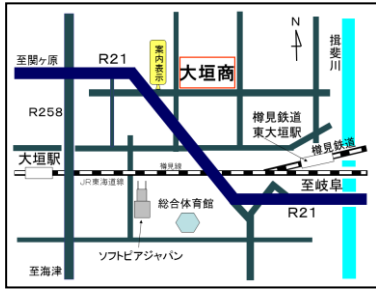 至関ヶ原
R21
案内表示
大垣商
N
揖斐川
R258
樽見鉄道
東大垣駅
樽見鉄道
大垣駅
樽見線
JR東海道線
至岐阜
R21
総合体育館
ソフトピアジャパン
至海津